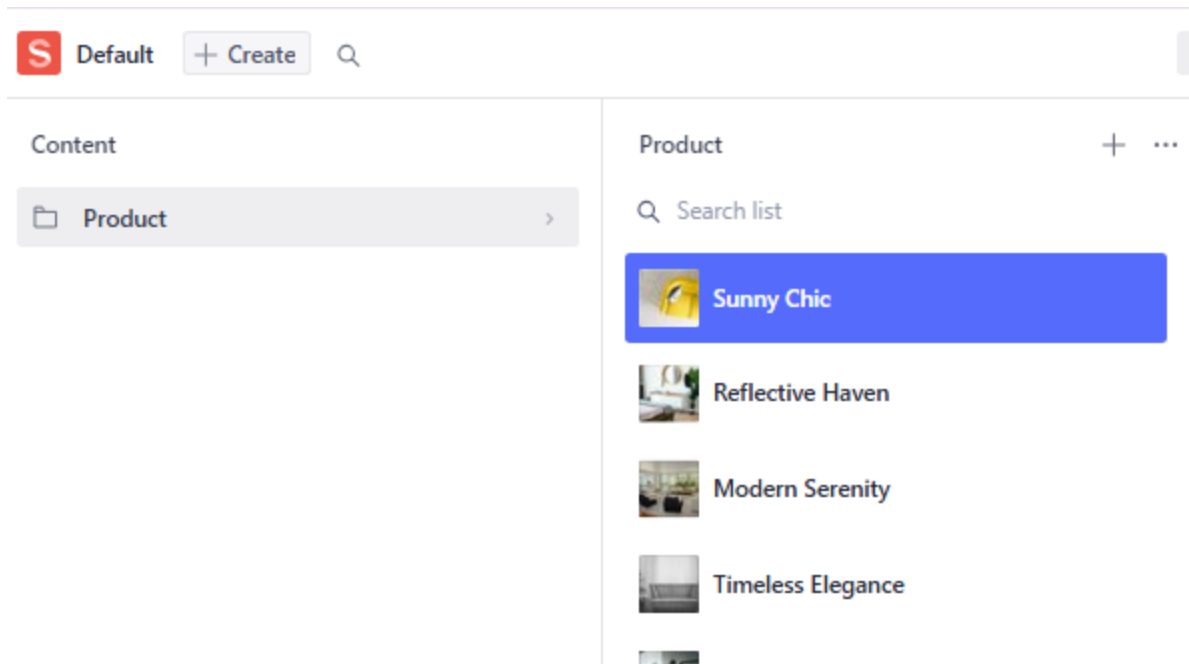 S Default + Create
Content
Product
Product
Search list
Sunny Chic
Reflective Haven
Modern Serenity
Timeless Elegance